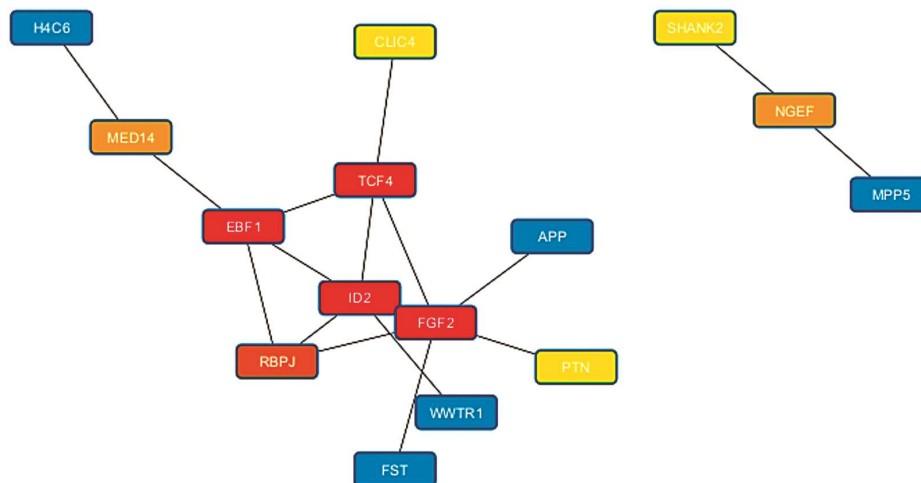 H4C6
SHANK2
CLIC4
NGEF
MED14
TCF4
MPP5
EBF1
APP
ID2
FGF2
RBPJ
PTN
WWTR1
FST